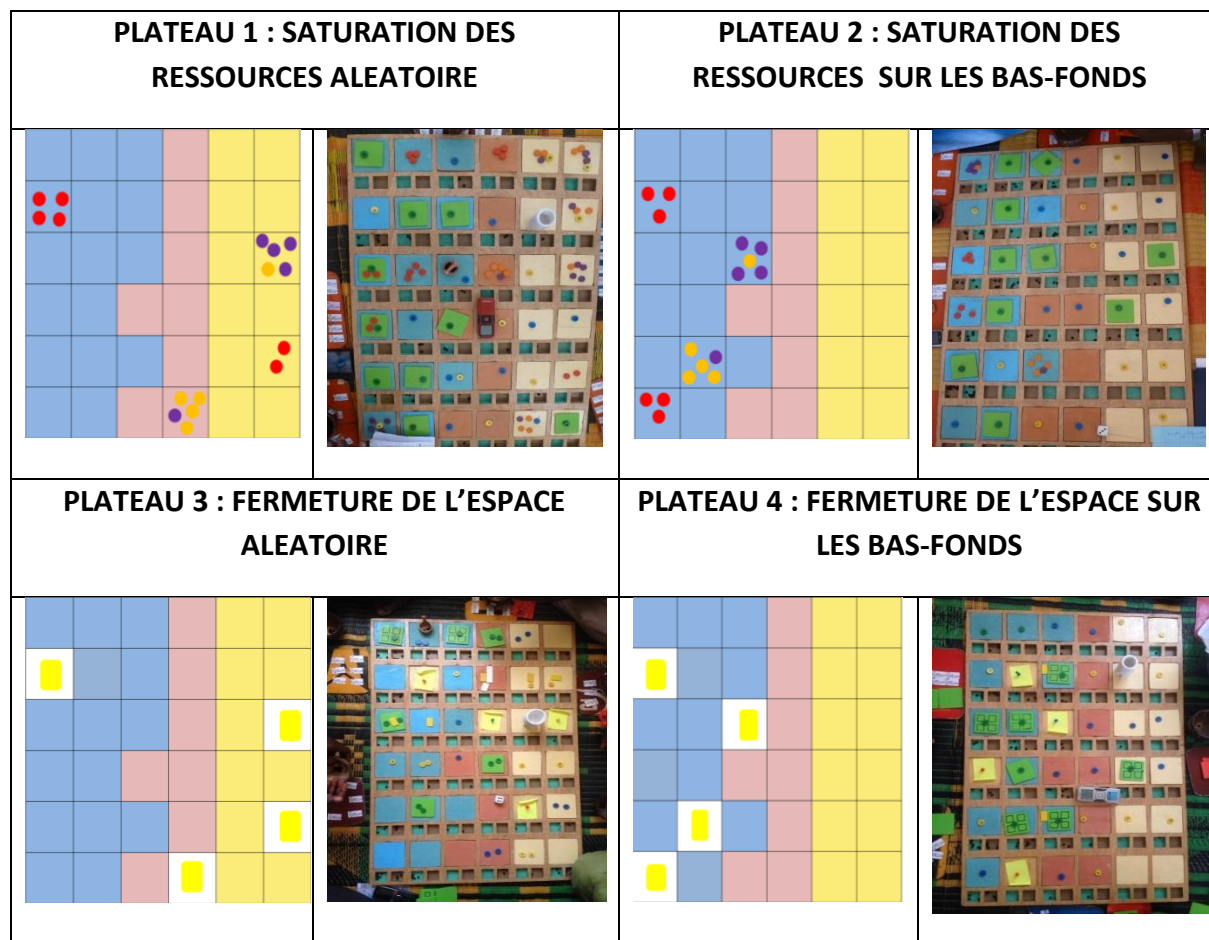 PLATEAU 1 : SATURATION DES
RESSOURCES ALEATOIRE
PLATEAU 2 : SATURATION DES
RESSOURCES SUR LES BAS-FONDS
PLATEAU 3 : FERMETURE DE L’ESPACE
ALEATOIRE
PLATEAU 4 : FERMETURE DE L’ESPACE SUR
LES BAS-FONDS